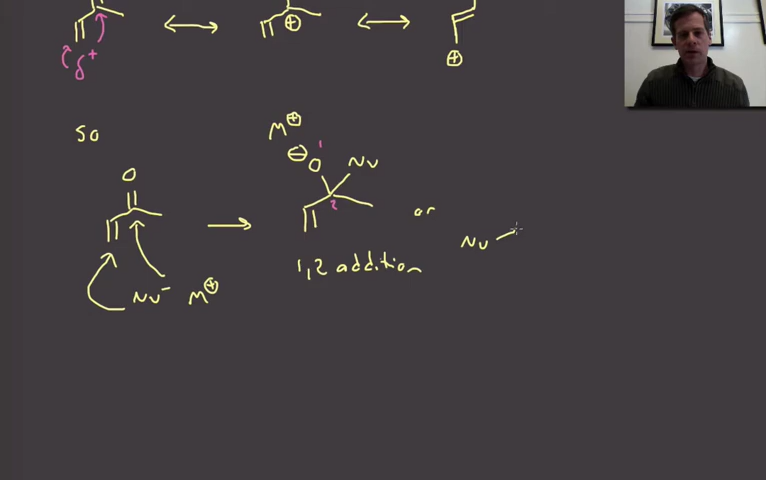 δ+
⊕
⊕
So
M⊕
⊖
1
O
Nu
O
2
or
Nu
1,2 addition
Nu⁻ M⊕